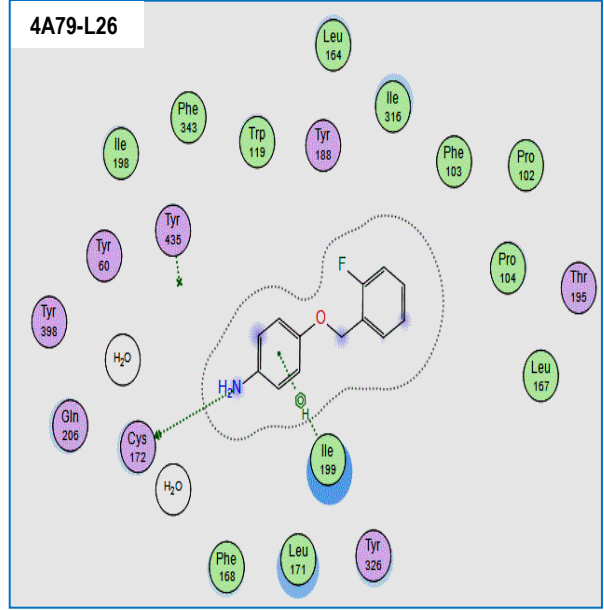 4A79-L26
Leu
164
Ile
316
Phe
343
Trp
119
Tyr
188
Ile
198
Phe
103
Pro
102
Tyr
435
Tyr
60
Pro
104
Thr
195
F
Tyr
398
O
H₂O
Leu
167
H₂N
H
Gln
206
Cys
172
Ile
199
H₂O
Phe
168
Leu
171
Tyr
326